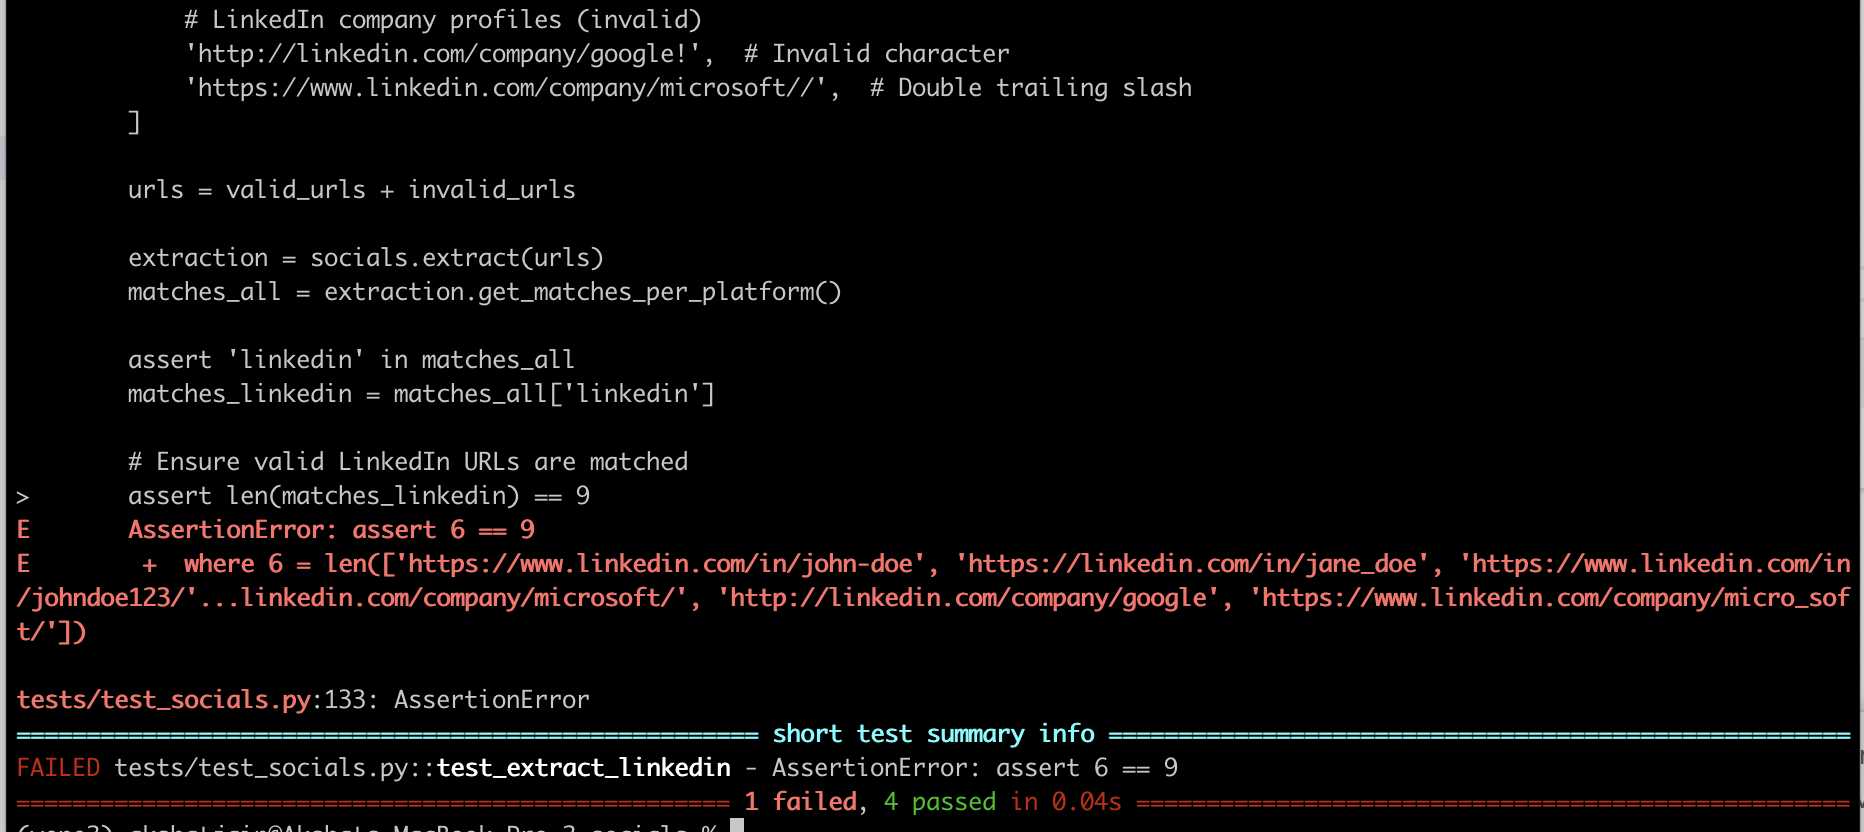 # LinkedIn company profiles (invalid)
'http://linkedin.com/company/google!',  # Invalid character
'https://www.linkedin.com/company/microsoft//',  # Double trailing slash
]
urls = valid_urls + invalid_urls
extraction = socials.extract(urls)
matches_all = extraction.get_matches_per_platform()
assert 'linkedin' in matches_all
matches_linkedin = matches_all['linkedin']
# Ensure valid LinkedIn URLs are matched
>       assert len(matches_linkedin) == 9
E       AssertionError: assert 6 == 9
E        +  where 6 = len(['https://www.linkedin.com/in/john-doe', 'https://linkedin.com/in/jane_doe', 'https://www.linkedin.com/in
/johndoe123/'...linkedin.com/company/microsoft/', 'http://linkedin.com/company/google', 'https://www.linkedin.com/company/micro_sof
t/'])
tests/test_socials.py:133: AssertionError
===================================================== short test summary info =====================================================
FAILED tests/test_socials.py::test_extract_linkedin - AssertionError: assert 6 == 9
=================================================== 1 failed, 4 passed in 0.04s ===================================================